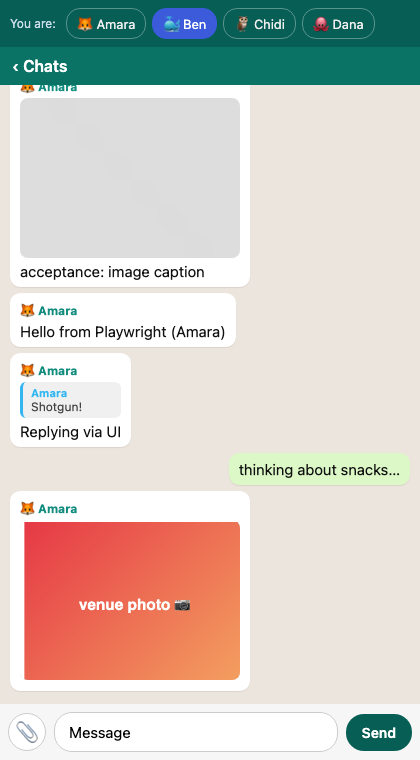 You are:
🦊 Amara
🐳 Ben
🦉 Chidi
🐙 Dana
‹ Chats
🦊 Amara
acceptance: image caption
🦊 Amara
Hello from Playwright (Amara)
🦊 Amara
Amara
Shotgun!
Replying via UI
thinking about snacks...
🦊 Amara
venue photo 📷
Message
Send